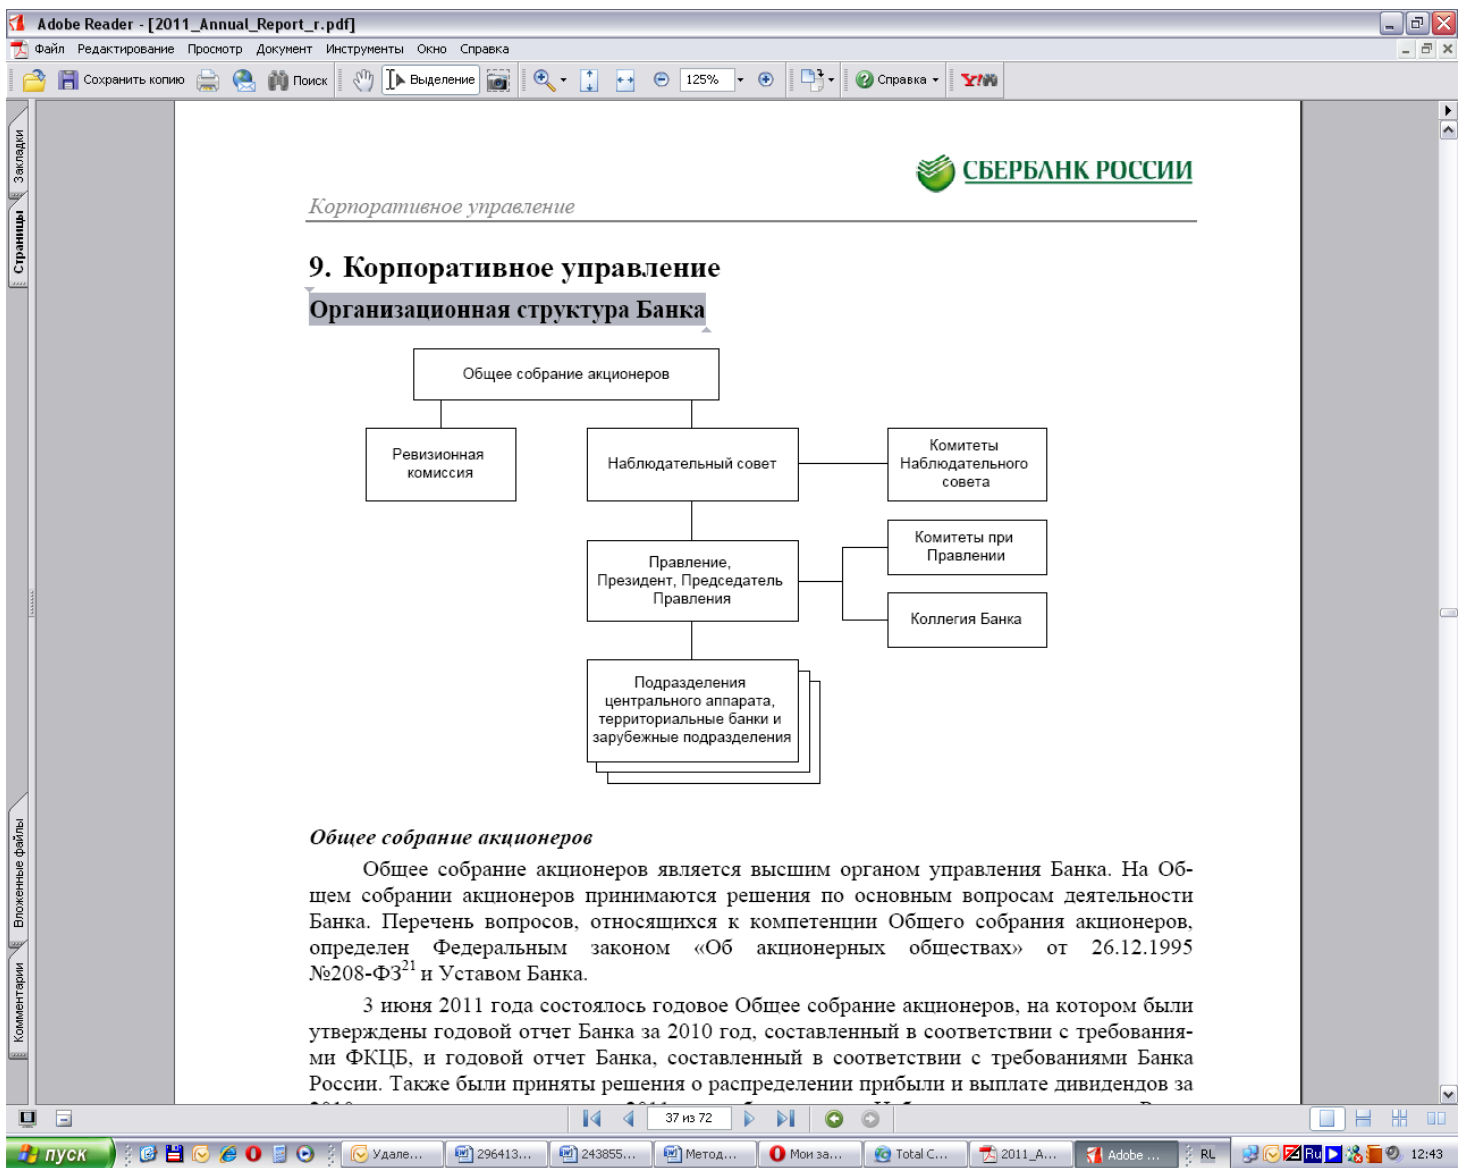 Adobe Reader - [2011_Annual_Report_r.pdf]
Файл Редактирование Просмотр Документ Инструменты Окно Справка
Сохранить копию Поиск Выделение 125% Справка Y!
Закладки
Страницы
Вложенные файлы
Комментарии
СБЕРБАНК РОССИИ
Корпоративное управление
9. Корпоративное управление
Организационная структура Банка
Общее собрание акционеров
Ревизионная
комиссия
Наблюдательный совет
Комитеты
Наблюдательного
совета
Комитеты при
Правлении
Правление,
Президент, Председатель
Правления
Коллегия Банка
Подразделения
центрального аппарата,
территориальные банки и
зарубежные подразделения
Общее собрание акционеров
Общее собрание акционеров является высшим органом управления Банка. На Об-
щем собрании акционеров принимаются решения по основным вопросам деятельности
Банка. Перечень вопросов, относящихся к компетенции Общего собрания акционеров,
определен Федеральным законом «Об акционерных обществах» от 26.12.1995
№208-ФЗ21 и Уставом Банка.
3 июня 2011 года состоялось годовое Общее собрание акционеров, на котором были
утверждены годовой отчет Банка за 2010 год, составленный в соответствии с требования-
ми ФКЦБ, и годовой отчет Банка, составленный в соответствии с требованиями Банка
России. Также были приняты решения о распределении прибыли и выплате дивидендов за
37 из 72
пуск Удале... 296413... 243855... Метод... Мои за... Total C... 2011_A... Adobe ... RL Ru 12:43